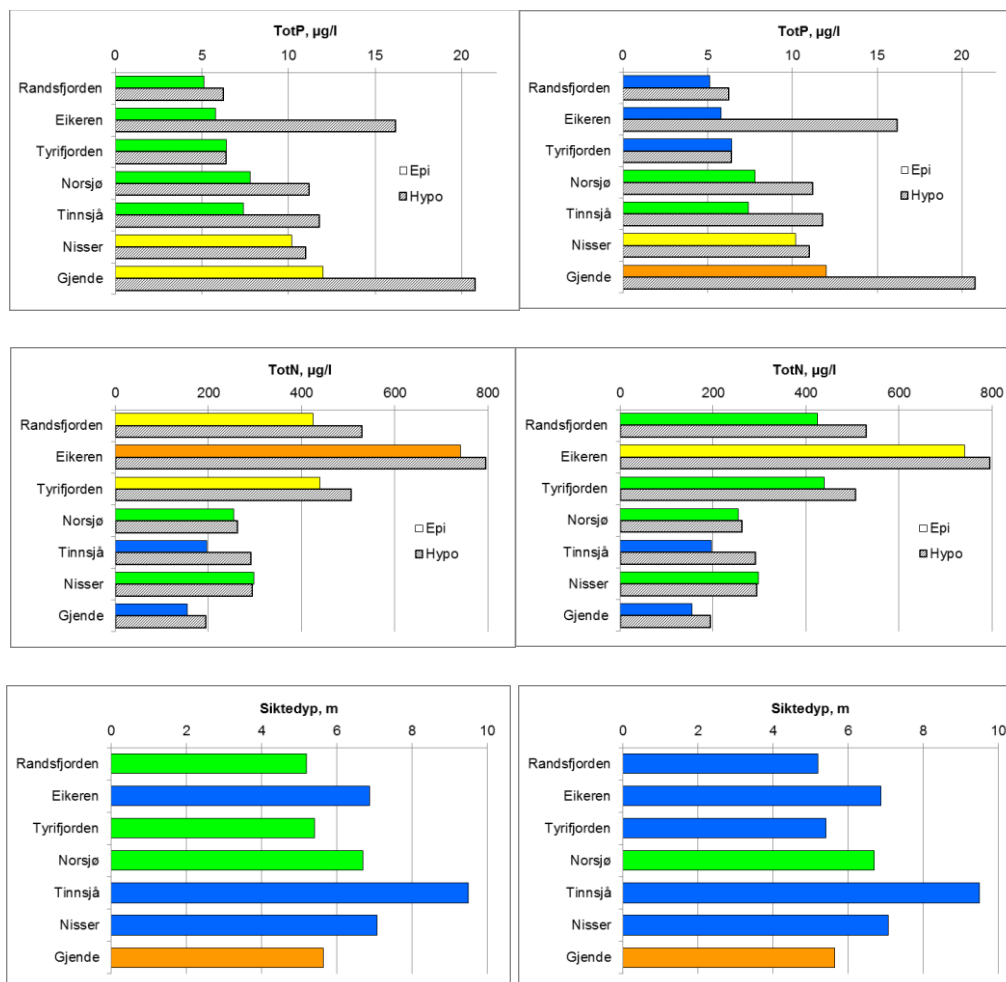 TotP, µg/l
0 5 10 15 20
Randsfjorden
Eikeren
Tyrifjorden
Norsjø
Tinnsjå
Nisser
Gjende
Epi
Hypo
TotP, µg/l
0 5 10 15 20
Randsfjorden
Eikeren
Tyrifjorden
Norsjø
Tinnsjå
Nisser
Gjende
Epi
Hypo
TotN, µg/l
0 200 400 600 800
Randsfjorden
Eikeren
Tyrifjorden
Norsjø
Tinnsjå
Nisser
Gjende
Epi
Hypo
TotN, µg/l
0 200 400 600 800
Randsfjorden
Eikeren
Tyrifjorden
Norsjø
Tinnsjå
Nisser
Gjende
Epi
Hypo
Siktedyp, m
0 2 4 6 8 10
Randsfjorden
Eikeren
Tyrifjorden
Norsjø
Tinnsjå
Nisser
Gjende
Siktedyp, m
0 2 4 6 8 10
Randsfjorden
Eikeren
Tyrifjorden
Norsjø
Tinnsjå
Nisser
Gjende